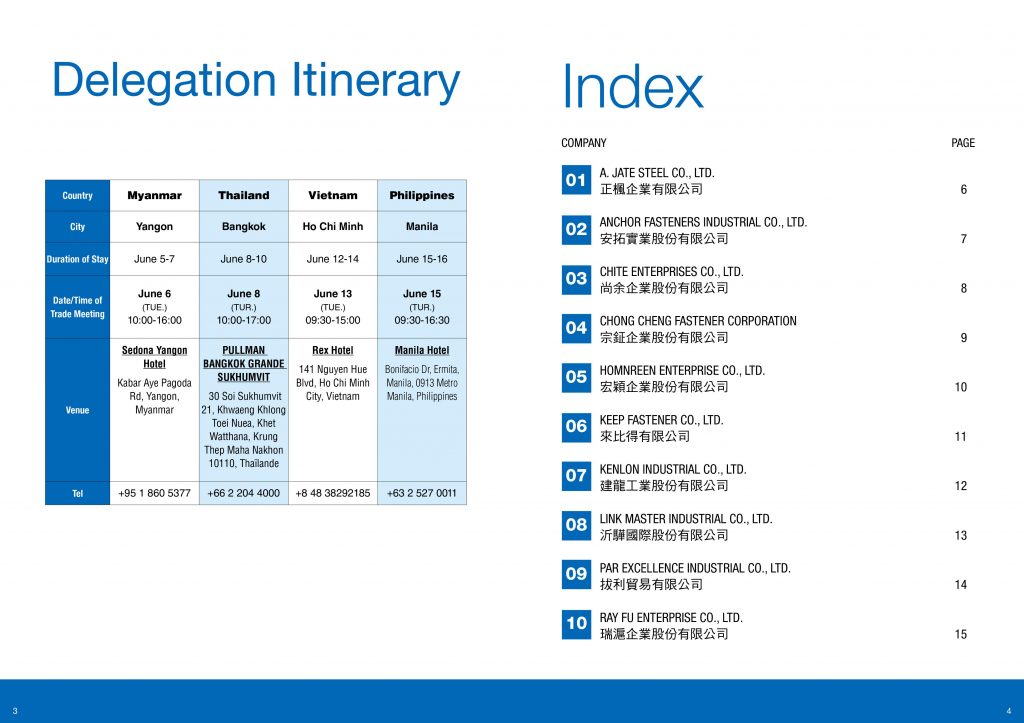 Delegation Itinerary
Country Myanmar Thailand Vietnam Philippines
City Yangon Bangkok Ho Chi Minh Manila
Duration of Stay June 5-7 June 8-10 June 12-14 June 15-16
Date/Time of
Trade Meeting
June 6
(TUE.)
10:00-16:00
June 8
(TUR.)
10:00-17:00
June 13
(TUE.)
09:30-15:00
June 15
(TUR.)
09:30-16:30
Venue
Sedona Yangon
Hotel
Kabar Aye Pagoda
Rd, Yangon,
Myanmar
PULLMAN
BANGKOK GRANDE
SUKHUMVIT
30 Soi Sukhumvit
21, Khwaeng Khlong
Toei Nuea, Khet
Watthana, Krung
Thep Maha Nakhon
10110, Thailande
Rex Hotel
141 Nguyen Hue
Blvd, Ho Chi Minh
City, Vietnam
Manila Hotel
Bonifacio Dr, Ermita,
Manila, 0913 Metro
Manila, Philippines
Tel +95 1 860 5377 +66 2 204 4000 +8 48 38292185 +63 2 527 0011
3
Index
COMPANY PAGE
01 A. JATE STEEL CO., LTD.
正楓企業有限公司 6
02 ANCHOR FASTENERS INDUSTRIAL CO., LTD.
安拓實業股份有限公司 7
03 CHITE ENTERPRISES CO., LTD.
尚余企業股份有限公司 8
04 CHONG CHENG FASTENER CORPORATION
宗鉦企業股份有限公司 9
05 HOMNREEN ENTERPRISE CO., LTD.
宏穎企業股份有限公司 10
06 KEEP FASTENER CO., LTD.
來比得有限公司 11
07 KENLON INDUSTRIAL CO., LTD.
建龍工業股份有限公司 12
08 LINK MASTER INDUSTRIAL CO., LTD.
沂驊國際股份有限公司 13
09 PAR EXCELLENCE INDUSTRIAL CO., LTD.
拔利貿易有限公司 14
10 RAY FU ENTERPRISE CO., LTD.
瑞滬企業股份有限公司 15
4